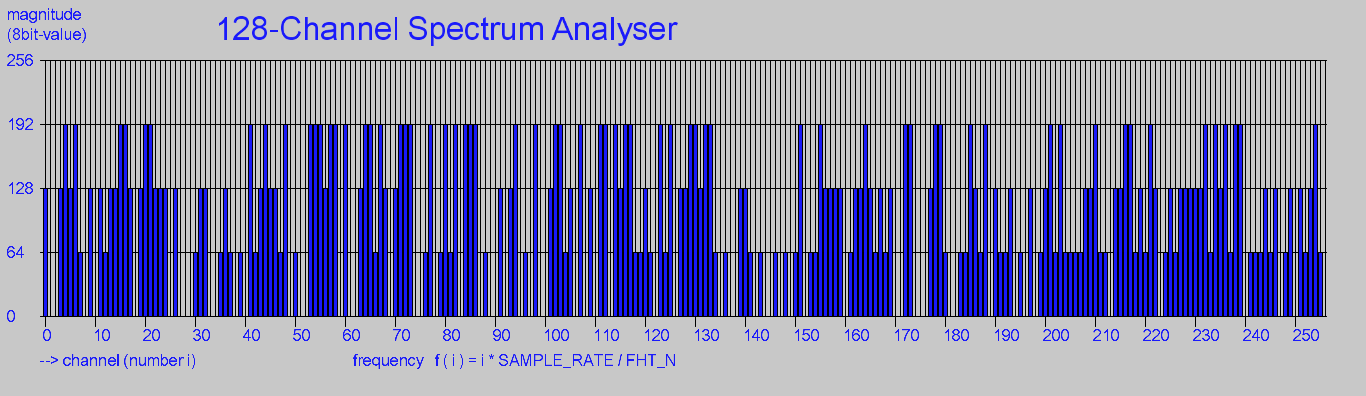 magnitude
(8bit-value)
128-Channel Spectrum Analyser
256
192
128
64
0
0 10 20 30 40 50 60 70 80 90 100 110 120 130 140 150 160 170 180 190 200 210 220 230 240 250
--> channel (number i) frequency f ( i ) = i * SAMPLE_RATE / FHT_N